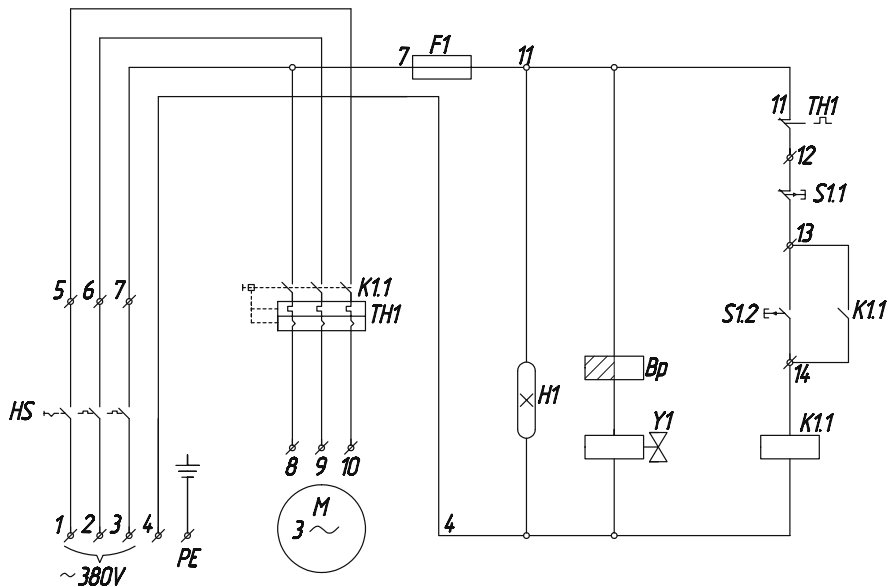 7 F1 11
11 TH1
12
S1.1
13
5 6 7
K1.1
TH1
S1.2 K1.1
14
HS
H1
Bp
Y1
K1.1
8 9 10
M
3 ~
1 2 3 4
4
PE
~380V